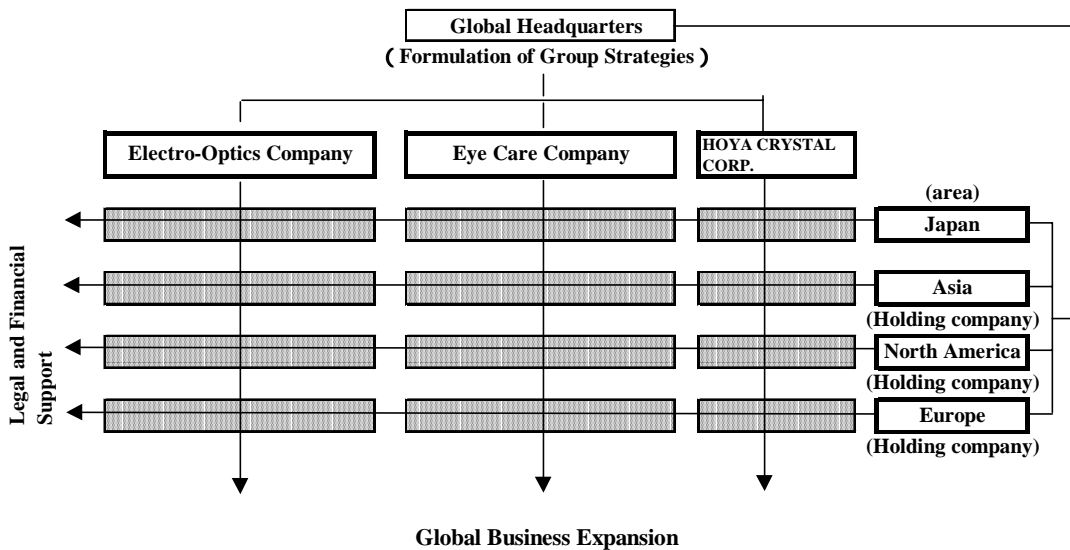 Global Headquarters
( Formulation of Group Strategies )
Electro-Optics Company
Eye Care Company
HOYA CRYSTAL
CORP.
(area)
Japan
Asia
(Holding company)
North America
(Holding company)
Europe
(Holding company)
Legal and Financial
Support
Global Business Expansion